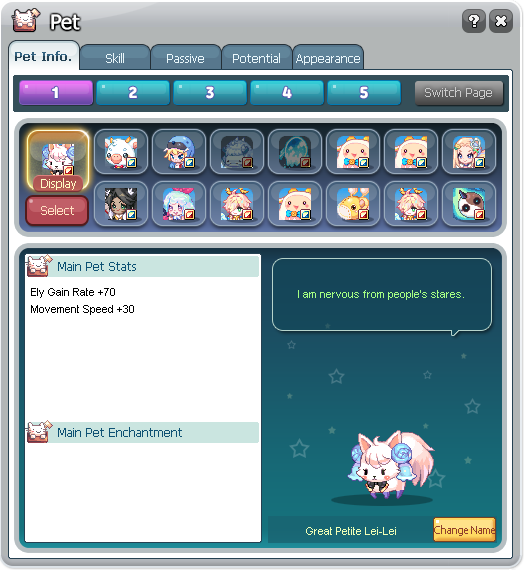 Pet
?
Pet Info.
Skill
Passive
Potential
Appearance
1
2
3
4
5
Switch Page
Display
Select
Main Pet Stats
Ely Gain Rate +70
Movement Speed +30
I am nervous from people's stares.
Main Pet Enchantment
Great Petite Lei-Lei
Change Name